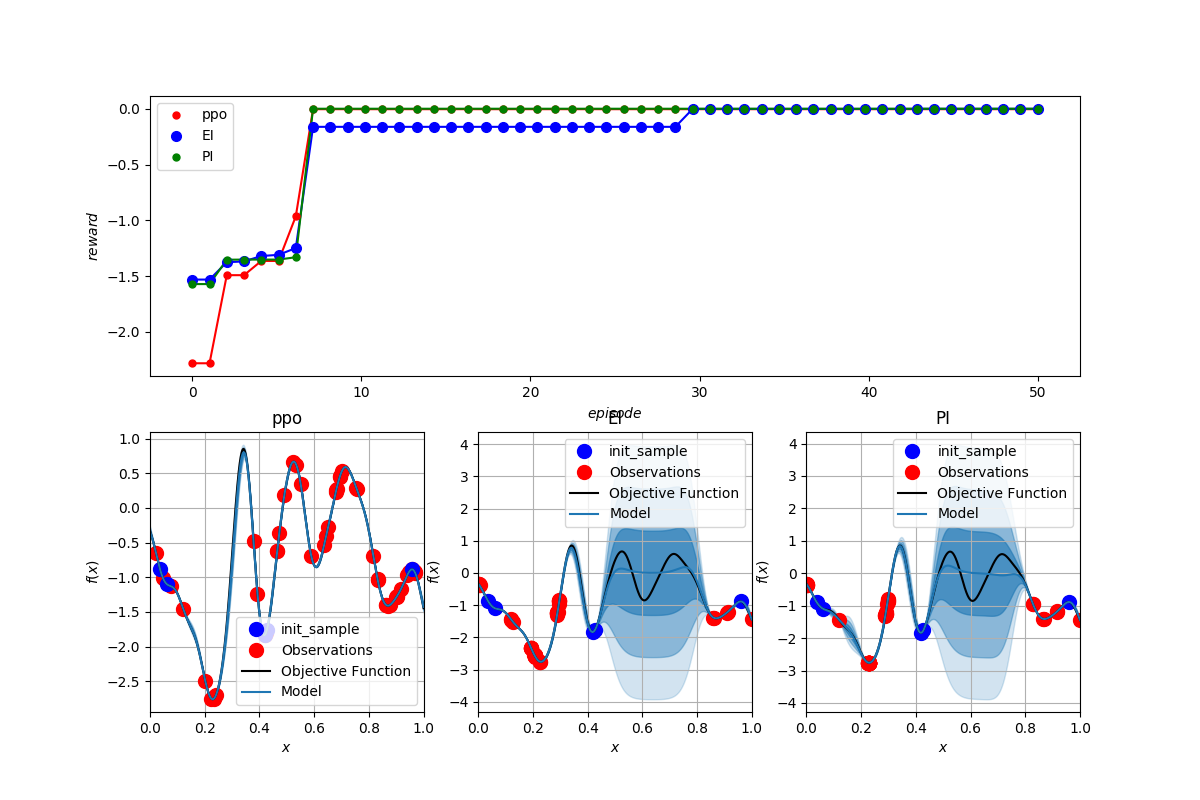 0.0
−0.5
−1.0
−1.5
−2.0
reward
ppo
EI
PI
0 10 20 30 40 50
episode
ppo
1.0
0.5
0.0
−0.5
−1.0
−1.5
−2.0
−2.5
f(x)
init_sample
Observations
Objective Function
Model
0.0 0.2 0.4 0.6 0.8 1.0
x
EI
4
3
2
1
0
−1
−2
−3
−4
f(x)
init_sample
Observations
Objective Function
Model
0.0 0.2 0.4 0.6 0.8 1.0
x
PI
4
3
2
1
0
−1
−2
−3
−4
f(x)
init_sample
Observations
Objective Function
Model
0.0 0.2 0.4 0.6 0.8 1.0
x